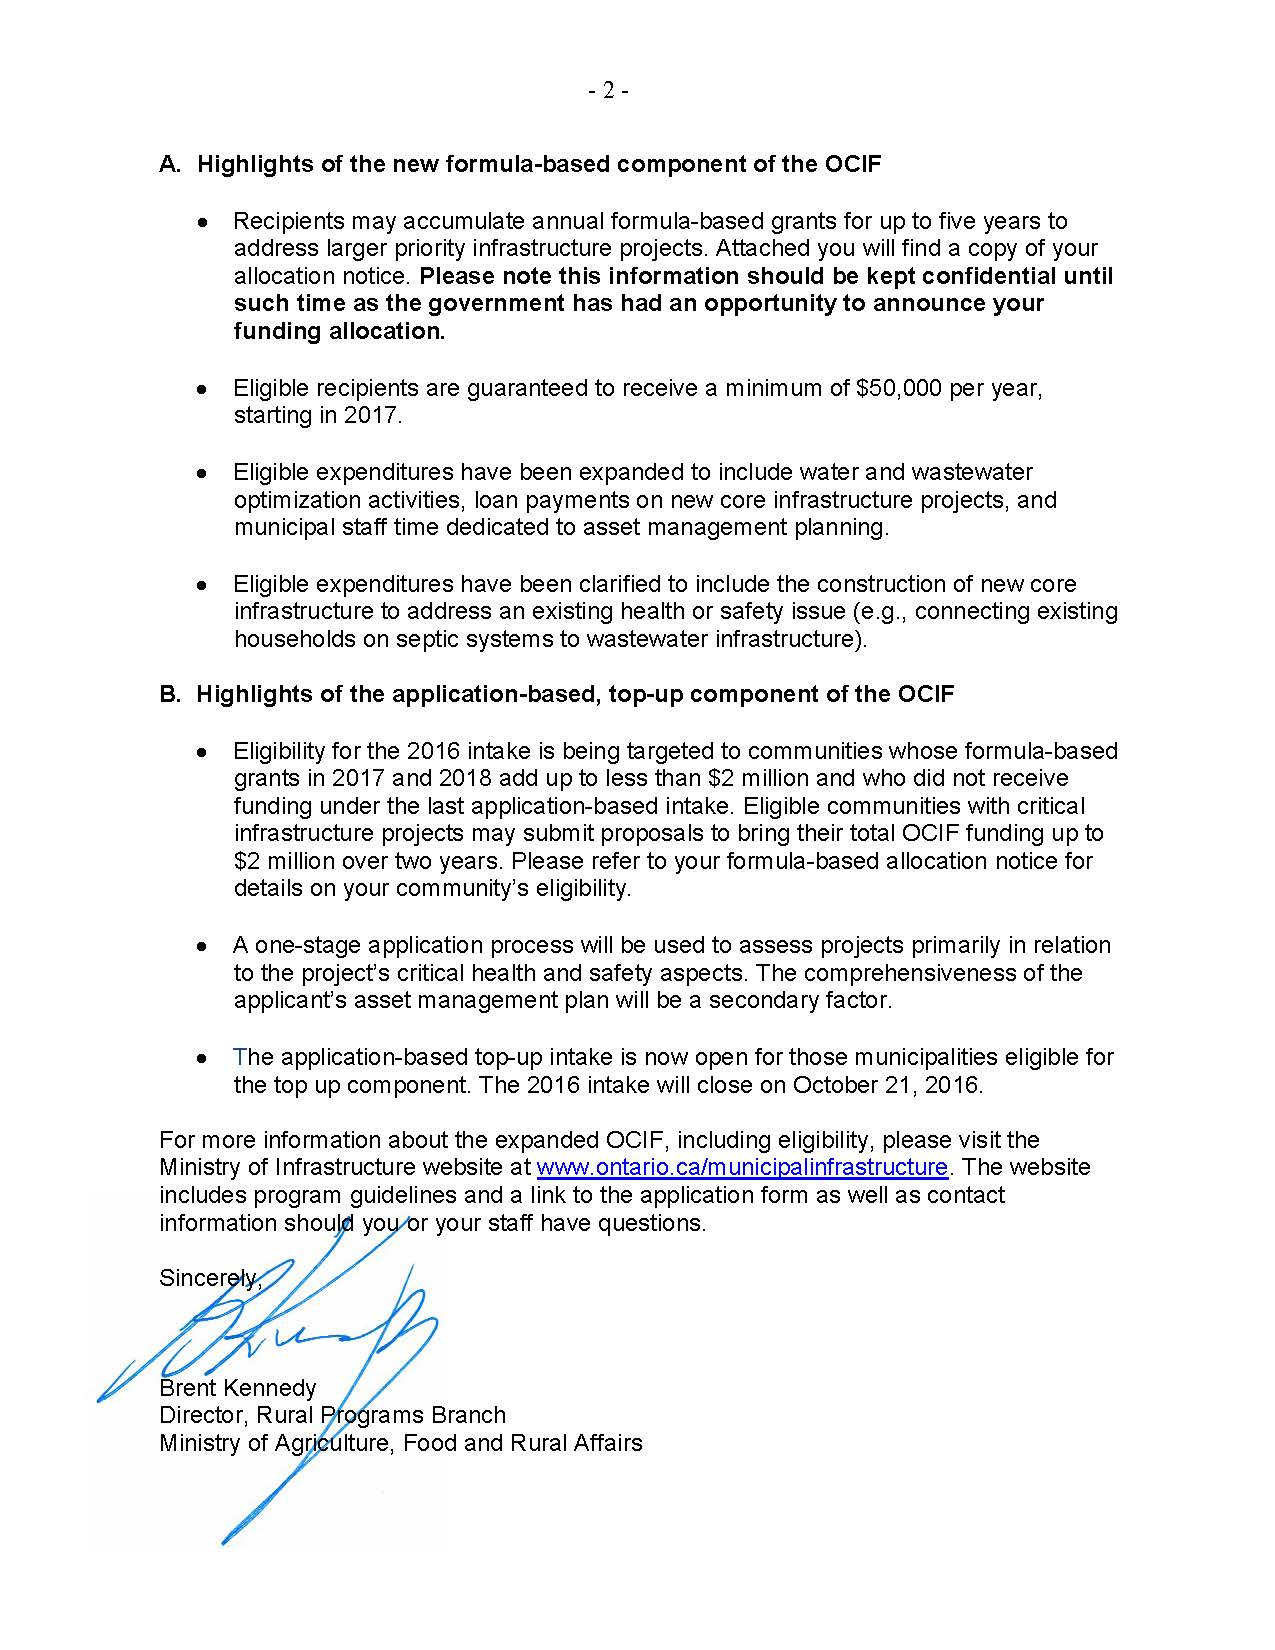 - 2 -
A. Highlights of the new formula-based component of the OCIF
● Recipients may accumulate annual formula-based grants for up to five years to
address larger priority infrastructure projects. Attached you will find a copy of your
allocation notice. Please note this information should be kept confidential until
such time as the government has had an opportunity to announce your
funding allocation.
● Eligible recipients are guaranteed to receive a minimum of $50,000 per year,
starting in 2017.
● Eligible expenditures have been expanded to include water and wastewater
optimization activities, loan payments on new core infrastructure projects, and
municipal staff time dedicated to asset management planning.
● Eligible expenditures have been clarified to include the construction of new core
infrastructure to address an existing health or safety issue (e.g., connecting existing
households on septic systems to wastewater infrastructure).
B. Highlights of the application-based, top-up component of the OCIF
● Eligibility for the 2016 intake is being targeted to communities whose formula-based
grants in 2017 and 2018 add up to less than $2 million and who did not receive
funding under the last application-based intake. Eligible communities with critical
infrastructure projects may submit proposals to bring their total OCIF funding up to
$2 million over two years. Please refer to your formula-based allocation notice for
details on your community's eligibility.
● A one-stage application process will be used to assess projects primarily in relation
to the project's critical health and safety aspects. The comprehensiveness of the
applicant's asset management plan will be a secondary factor.
● The application-based top-up intake is now open for those municipalities eligible for
the top up component. The 2016 intake will close on October 21, 2016.
For more information about the expanded OCIF, including eligibility, please visit the
Ministry of Infrastructure website at www.ontario.ca/municipalinfrastructure. The website
includes program guidelines and a link to the application form as well as contact
information should you or your staff have questions.
Sincerely,
Brent Kennedy
Director, Rural Programs Branch
Ministry of Agriculture, Food and Rural Affairs